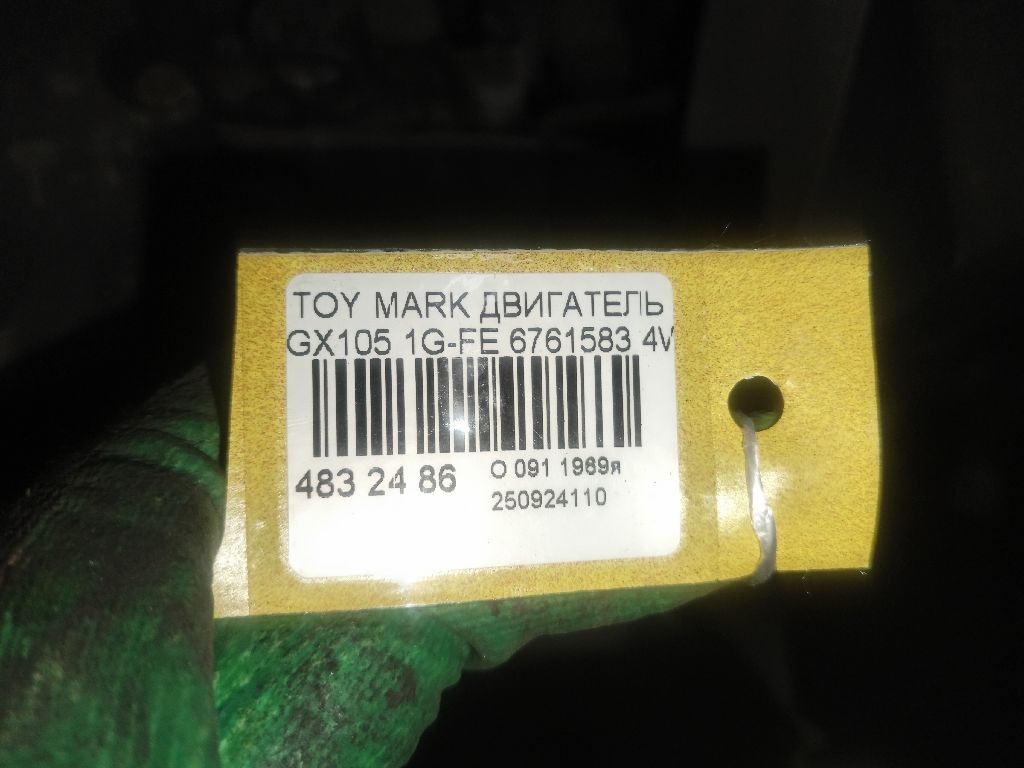 TOY MARK ДВИГАТЕЛЬ
GX105 1G-FE 6761583 4V
483 24 86
O 091 1989я
250924110